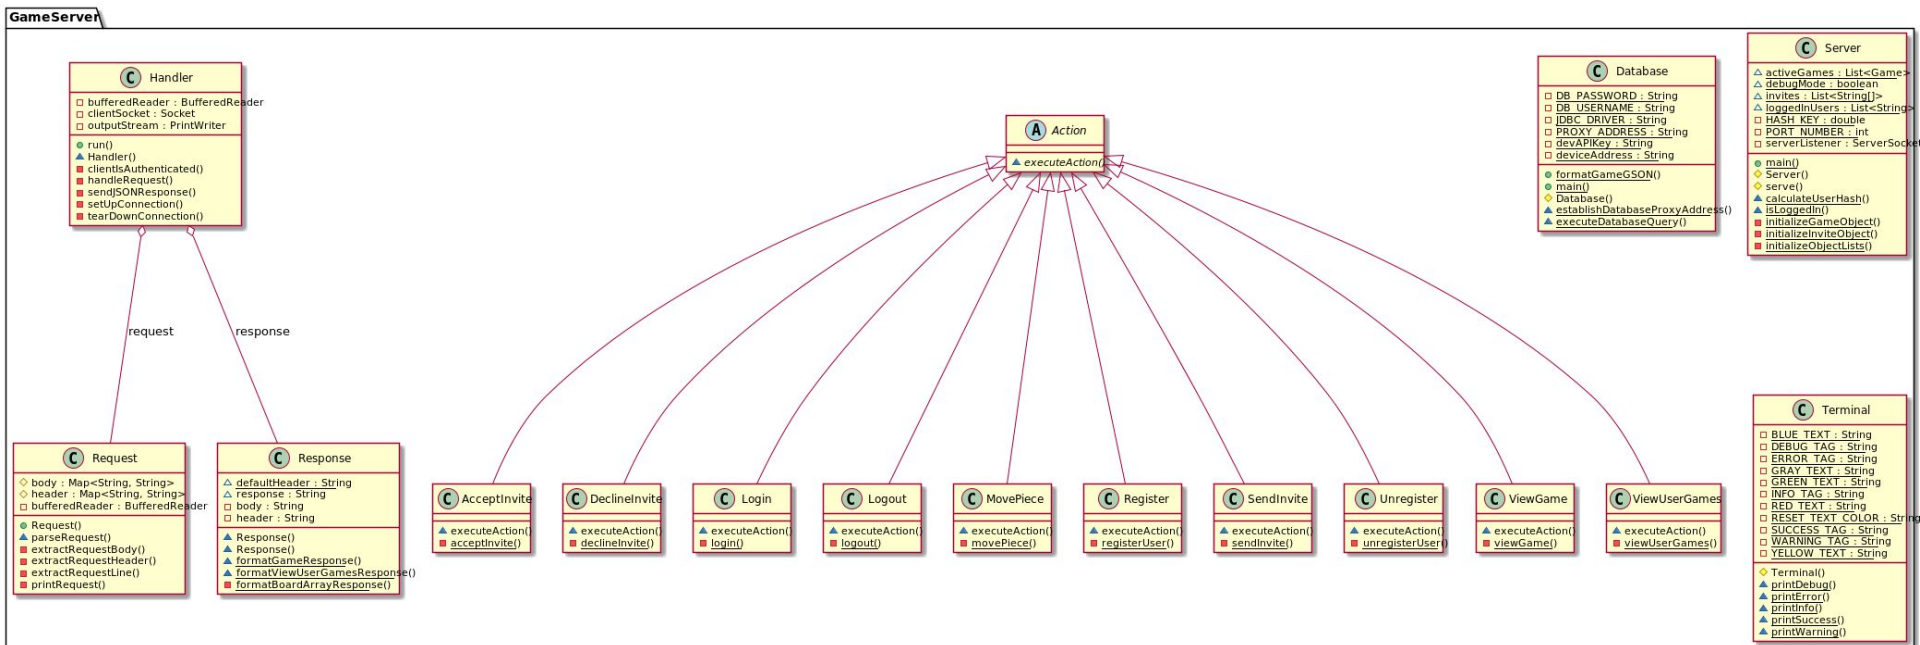 GameServer
C Handler
bufferedReader : BufferedReader
clientSocket : Socket
outputStream : PrintWriter
run()
Handler()
clientIsAuthenticated()
handleRequest()
sendJSONResponse()
setUpConnection()
tearDownConnection()
A Action
executeAction()
C Database
DB_PASSWORD : String
DB_USERNAME : String
JDBC_DRIVER : String
PROXY_ADDRESS : String
devAPIKey : String
deviceAddress : String
formatGameGSON()
main()
Database()
establishDatabaseProxyAddress()
executeDatabaseQuery()
C Server
activeGames : List<Game>
debugMode : boolean
invites : List<String[]>
loggedInUsers : List<String>
HASH_KEY : double
PORT_NUMBER : int
serverListener : ServerSocket
main()
Server()
serve()
calculateUserHash()
isLoggedIn()
initializeGameObject()
initializeInviteObject()
initializeObjectLists()
request
response
C Request
body : Map<String, String>
header : Map<String, String>
bufferedReader : BufferedReader
Request()
parseRequest()
extractRequestBody()
extractRequestHeader()
extractRequestLine()
printRequest()
C Response
defaultHeader : String
response : String
body : String
header : String
Response()
Response()
formatGameResponse()
formatViewUserGamesResponse()
formatBoardArrayResponse()
C AcceptInvite
executeAction()
acceptInvite()
C DeclineInvite
executeAction()
declineInvite()
C Login
executeAction()
login()
C Logout
executeAction()
logout()
C MovePiece
executeAction()
movePiece()
C Register
executeAction()
registerUser()
C SendInvite
executeAction()
sendInvite()
C Unregister
executeAction()
unregisterUser()
C ViewGame
executeAction()
viewGame()
C ViewUserGames
executeAction()
viewUserGames()
C Terminal
BLUE_TEXT : String
DEBUG_TAG : String
ERROR_TAG : String
GRAY_TEXT : String
GREEN_TEXT : String
INFO_TAG : String
RED_TEXT : String
RESET_TEXT_COLOR : String
SUCCESS_TAG : String
WARNING_TAG : String
YELLOW_TEXT : String
Terminal()
printDebug()
printError()
printInfo()
printSuccess()
printWarning()